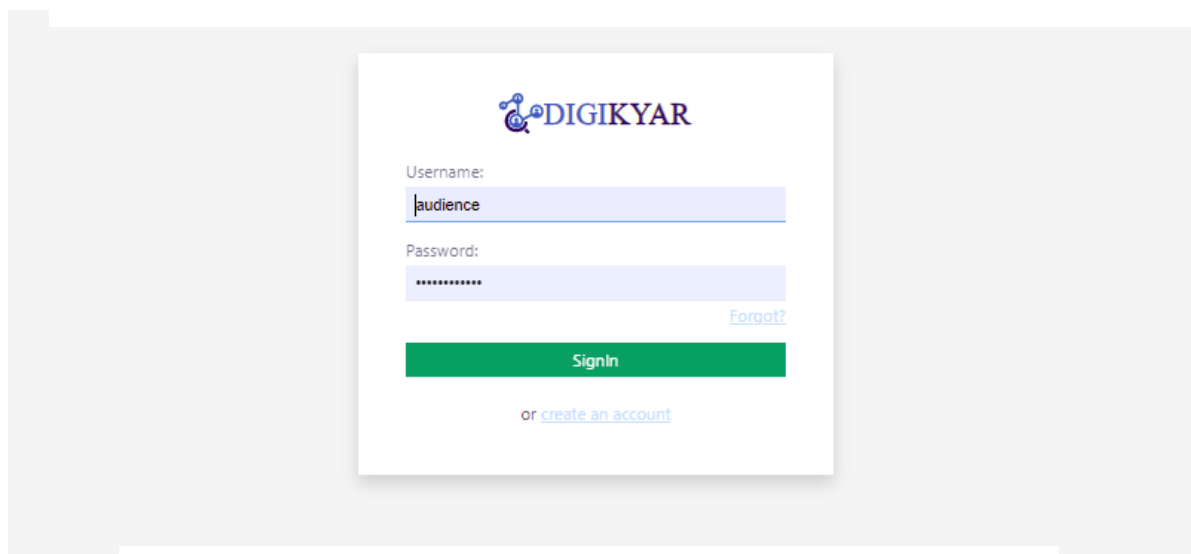 DIGIKYAR
Username:
audience
Password:
••••••••••••
Forgot?
SignIn
or create an account